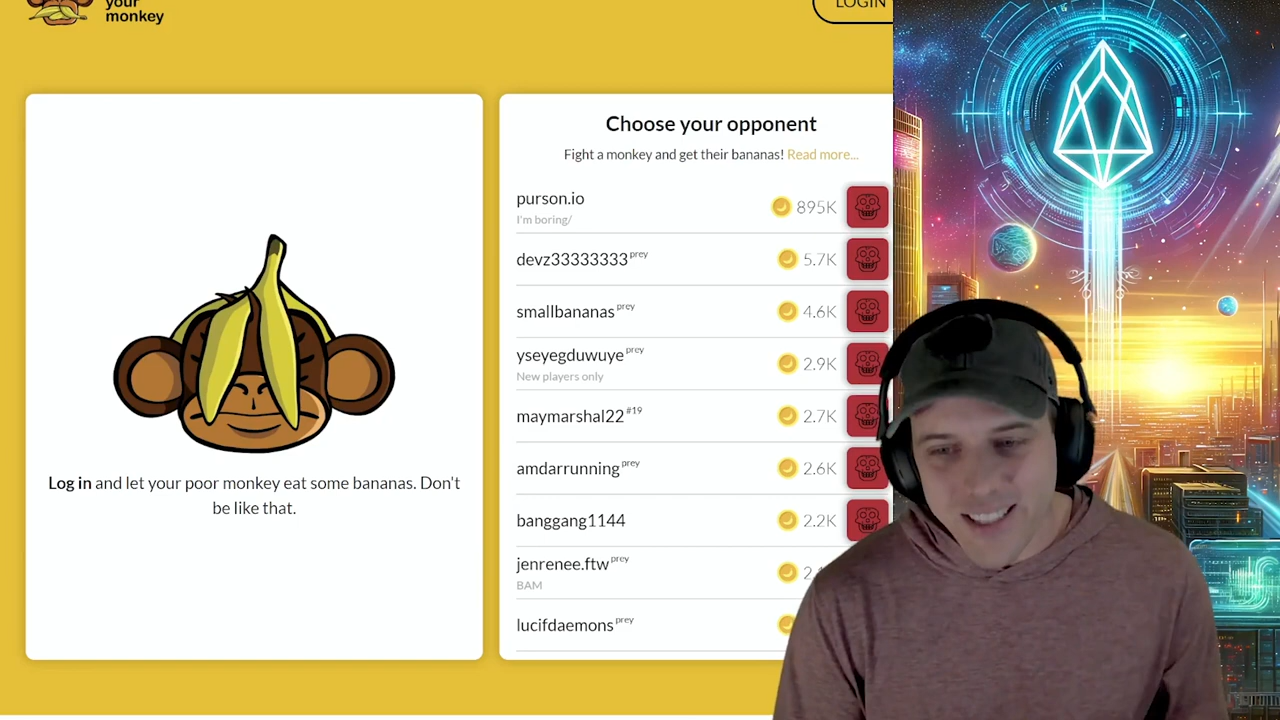 your
monkey
LOGIN
Log in and let your poor monkey eat some bananas. Don't
be like that.
Choose your opponent
Fight a monkey and get their bananas! Read more...
purson.io 895K
I'm boring/
devz33333333 prey 5.7K
smallbananas prey 4.6K
yseyegduwuye prey 2.9K
New players only
maymarshal22 #19 2.7K
amdarrunning prey 2.6K
banggang1144 2.2K
jenrenee.ftw prey
BAM
lucifdaemons prey